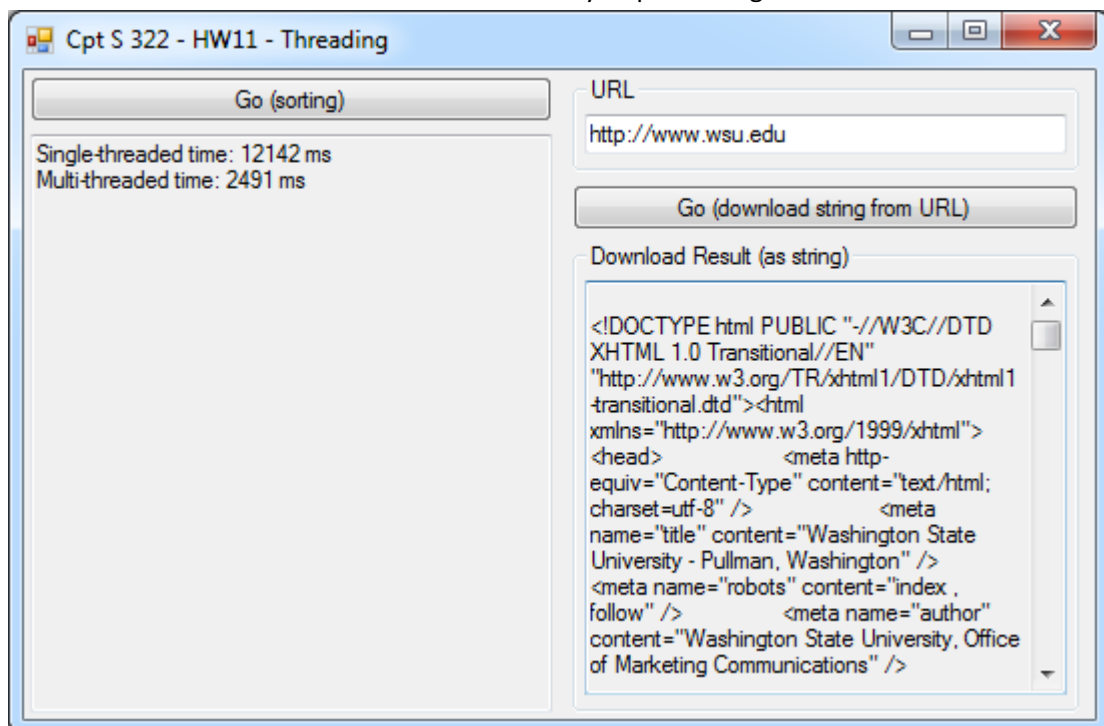 Cpt S 322 - HW11 - Threading
Go (sorting)
Single-threaded time: 12142 ms
Multi-threaded time: 2491 ms
URL
http://www.wsu.edu
Go (download string from URL)
Download Result (as string)
<!DOCTYPE html PUBLIC "-//W3C//DTD
XHTML 1.0 Transitional//EN"
"http://www.w3.org/TR/xhtml1/DTD/xhtml1
-transitional.dtd"><html
xmlns="http://www.w3.org/1999/xhtml">
<head> <meta http-
equiv="Content-Type" content="text/html;
charset=utf-8" /> <meta
name="title" content="Washington State
University - Pullman, Washington" />
<meta name="robots" content="index ,
follow" /> <meta name="author"
content="Washington State University, Office
of Marketing Communications" />